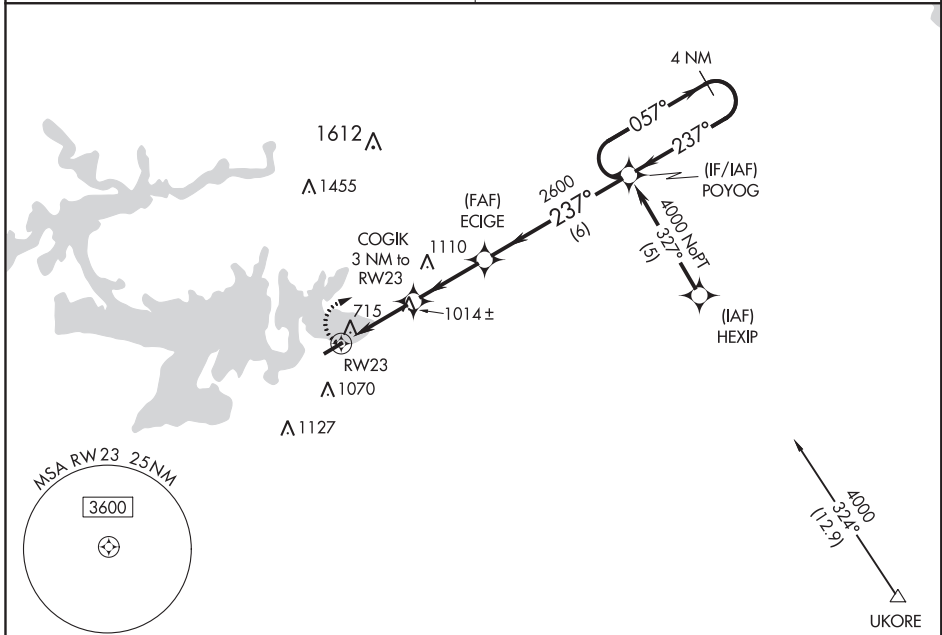 4 NM
057°
237°
(IF/IAF)
POYOG
1612
1455
2600
237°
(6)
(FAF)
ECIGE
4000 NoPT
327°
(5)
COGIK
3 NM to
RW23
1110
1014±
(IAF)
HEXIP
715
RW23
1070
1127
MSA RW23 25NM
3600
4000
324°
(12.9)
UKORE